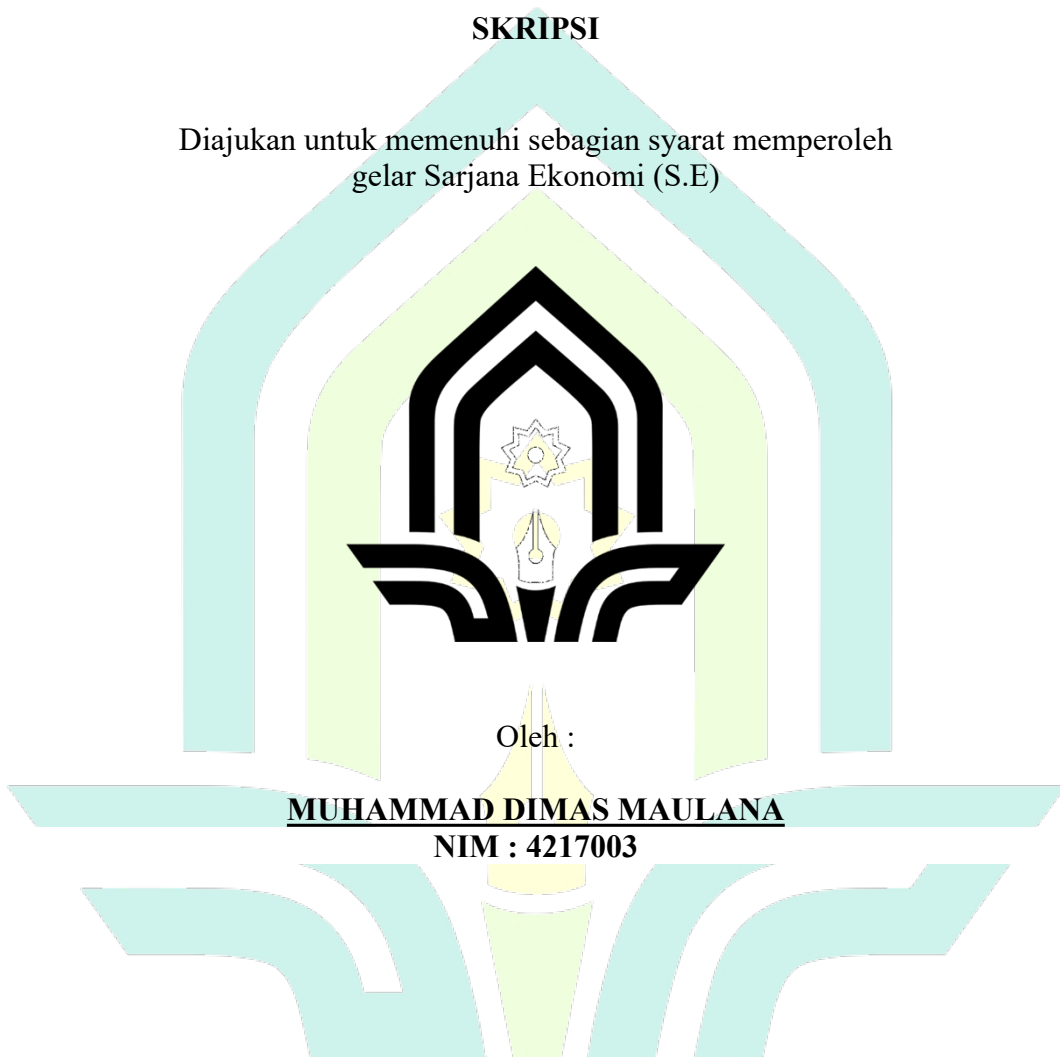 SKRIPSI
Diajukan untuk memenuhi sebagian syarat memperoleh
gelar Sarjana Ekonomi (S.E)
Oleh :
MUHAMMAD DIMAS MAULANA
NIM : 4217003